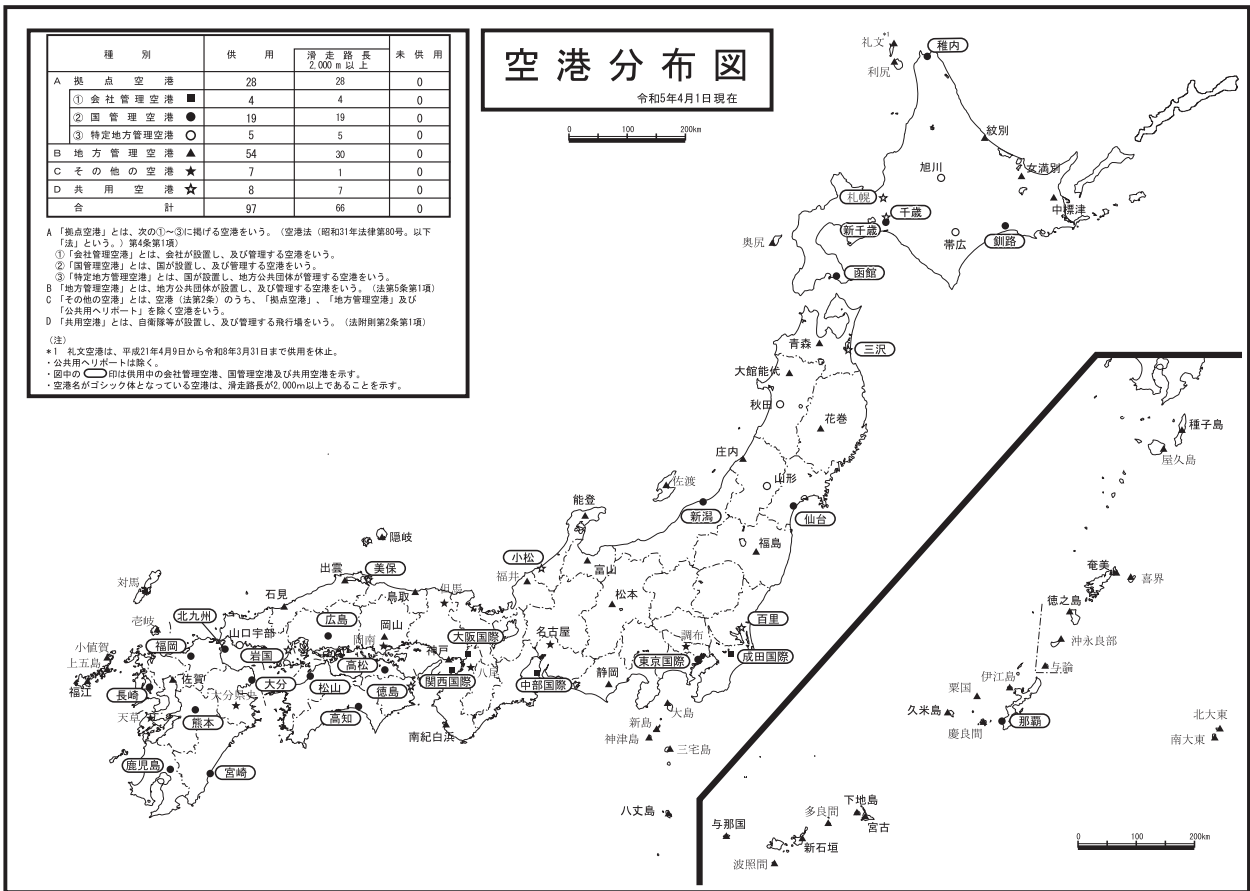 空港分布図
令和5年4月1日現在
0 100 200km
種別 供用 滑走路長2,000m以上 未供用
A 拠点空港 28 28 0
① 会社管理空港 ■ 4 4 0
② 国管理空港 ● 19 19 0
③ 特定地方管理空港 ○ 5 5 0
B 地方管理空港 ▲ 54 30 0
C その他の空港 ★ 7 1 0
D 共用空港 ☆ 8 7 0
合計 97 66 0
A 「拠点空港」とは、次の①~③に掲げる空港をいう。(空港法(昭和31年法律第80号。以下
「法」という。)第4条第1項)
①「会社管理空港」とは、会社が設置し、及び管理する空港をいう。
②「国管理空港」とは、国が設置し、及び管理する空港をいう。
③「特定地方管理空港」とは、国が設置し、地方公共団体が管理する空港をいう。
B 「地方管理空港」とは、地方公共団体が設置し、及び管理する空港をいう。(法第5条第1項)
C 「その他の空港」とは、空港(法第2条)のうち、「拠点空港」、「地方管理空港」及び
「公共用ヘリポート」を除く空港をいう。
D 「共用空港」とは、自衛隊等が設置し、及び管理する飛行場をいう。(法附則第2条第1項)
(注)
*1 礼文空港は、平成21年4月9日から令和8年3月31日まで供用を休止。
・公共用ヘリポートは除く。
・図中の 印は供用中の会社管理空港、国管理空港及び共用空港を示す。
・空港名がゴシック体となっている空港は、滑走路長が2,000m以上であることを示す。
礼文*1
稚内
利尻
紋別
旭川
女満別
札幌
中標津
千歳
新千歳
奥尻
帯広
釧路
函館
青森
三沢
大館能代
秋田
花巻
庄内
山形
佐渡
能登
新潟
仙台
福島
隠岐
小松
富山
福井
出雲
美保
鳥取
但馬
松本
対馬
石見
北九州
壱岐
山口宇部
広島
岡山
岡南
大阪国際
名古屋
調布
百里
小値賀
上五島
福岡
岩国
高松
神戸
八尾
静岡
東京国際
成田国際
福江
長崎
佐賀
大分
松山
徳島
関西国際
中部国際
大分県央
天草
熊本
高知
南紀白浜
大島
新島
神津島
三宅島
鹿児島
宮崎
八丈島
種子島
屋久島
奄美
喜界
徳之島
沖永良部
与論
伊江島
粟国
久米島
慶良間
那覇
北大東
南大東
下地島
多良間
宮古
与那国
新石垣
波照間
0 100 200km